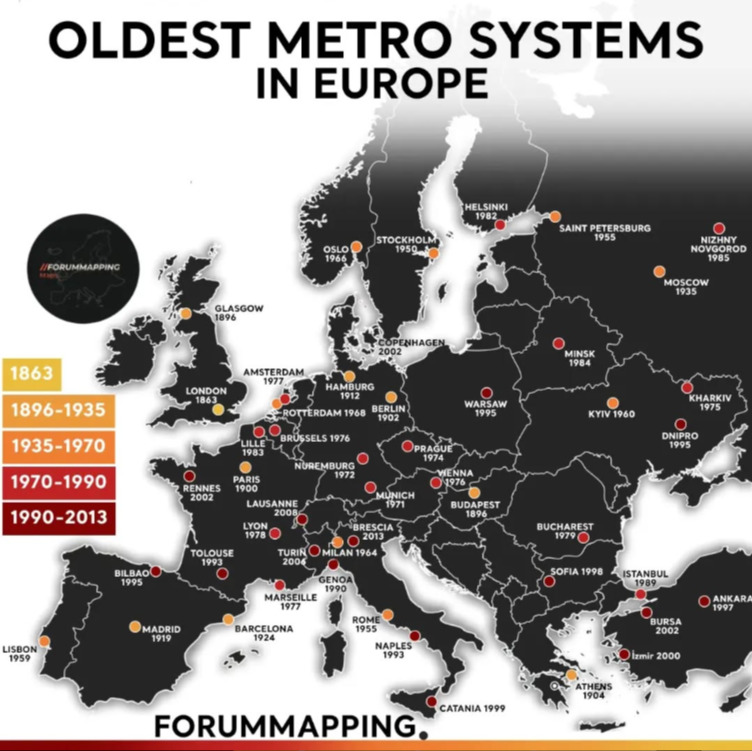 OLDEST METRO SYSTEMS
IN EUROPE
//FORUMMAPPING
1863
1896-1935
1935-1970
1970-1990
1990-2013
HELSINKI
1982
SAINT PETERSBURG
1955
NIZHNY
NOVGOROD
1985
OSLO
1966
STOCKHOLM
1950
MOSCOW
1935
GLASGOW
1896
COPENHAGEN
2002
MINSK
1984
AMSTERDAM
1977
HAMBURG
1912
LONDON
1863
ROTTERDAM 1968
BERLIN
1902
WARSAW
1995
KYIV 1960
KHARKIV
1975
DNIPRO
1995
LILLE
1983
BRUSSELS 1976
PRAGUE
1974
NUREMBURG
1972
VIENNA
1976
RENNES
2002
PARIS
1900
MUNICH
1971
BUDAPEST
1896
LAUSANNE
2008
BRESCIA
2013
LYON
1978
BUCHAREST
1979
TOLOUSE
1993
TURIN
2006
MILAN 1964
BILBAO
1995
GENOA
1990
SOFIA 1998
ISTANBUL
1989
MARSEILLE
1977
ANKARA
1997
BURSA
2002
MADRID
1919
BARCELONA
1924
ROME
1955
LISBON
1959
NAPLES
1993
İzmir 2000
ATHENS
1904
CATANIA 1999
FORUMMAPPING.